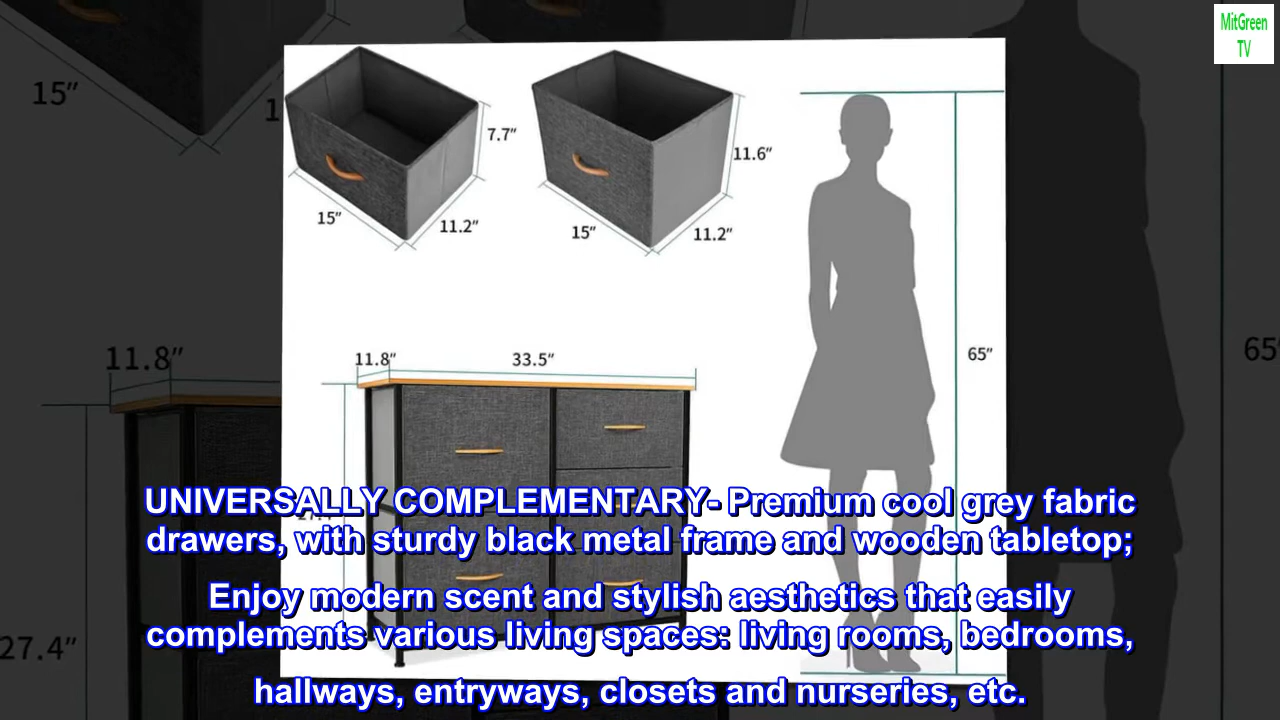 MitGreen
TV
15”
1
7.7”
11.6”
15”
11.2”
15”
11.2”
65”
65
11.8”
11.8”
33.5”
27.4”
UNIVERSALLY COMPLEMENTARY- Premium cool grey fabric
drawers, with sturdy black metal frame and wooden tabletop;
Enjoy modern scent and stylish aesthetics that easily
complements various living spaces: living rooms, bedrooms,
hallways, entryways, closets and nurseries, etc.